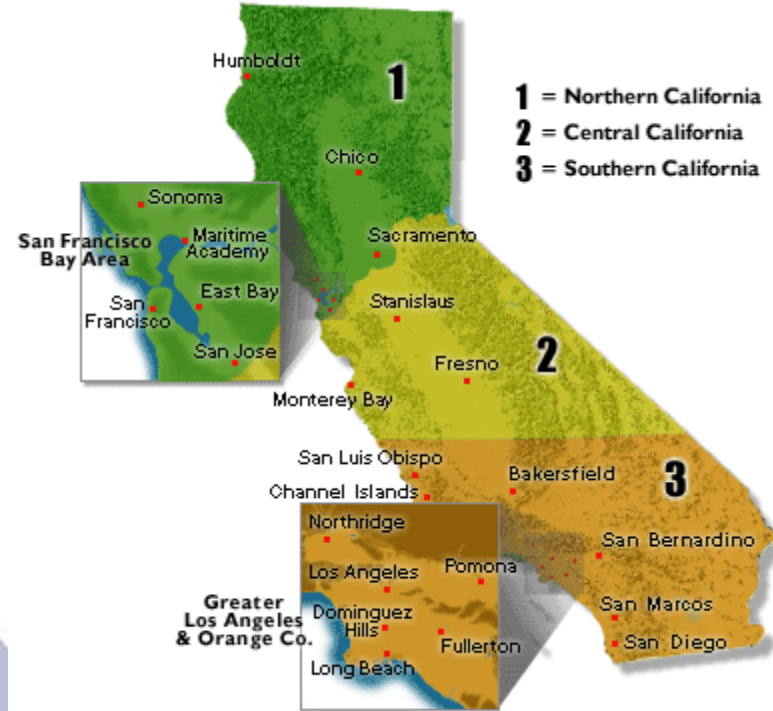 Humboldt
1
1 = Northern California
2 = Central California
3 = Southern California
Chico
Sonoma
San Francisco
Bay Area
Maritime
Academy
Sacramento
East Bay
San
Francisco
Stanislaus
San Jose
2
Fresno
Monterey Bay
San Luis Obispo
Bakersfield
3
Channel Islands
Northridge
San Bernardino
Los Angeles
Pomona
Greater
Los Angeles
& Orange Co.
Dominguez
Hills
San Marcos
Fullerton
San Diego
Long Beach